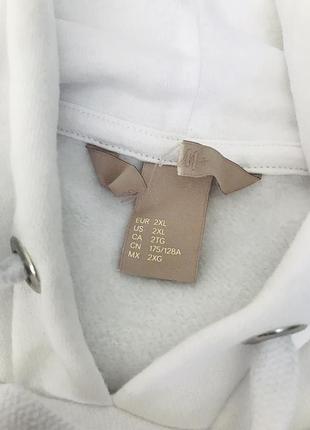 EUR 2XL
US 2XL
CA 2TG
CN 175/128A
MX 2XG